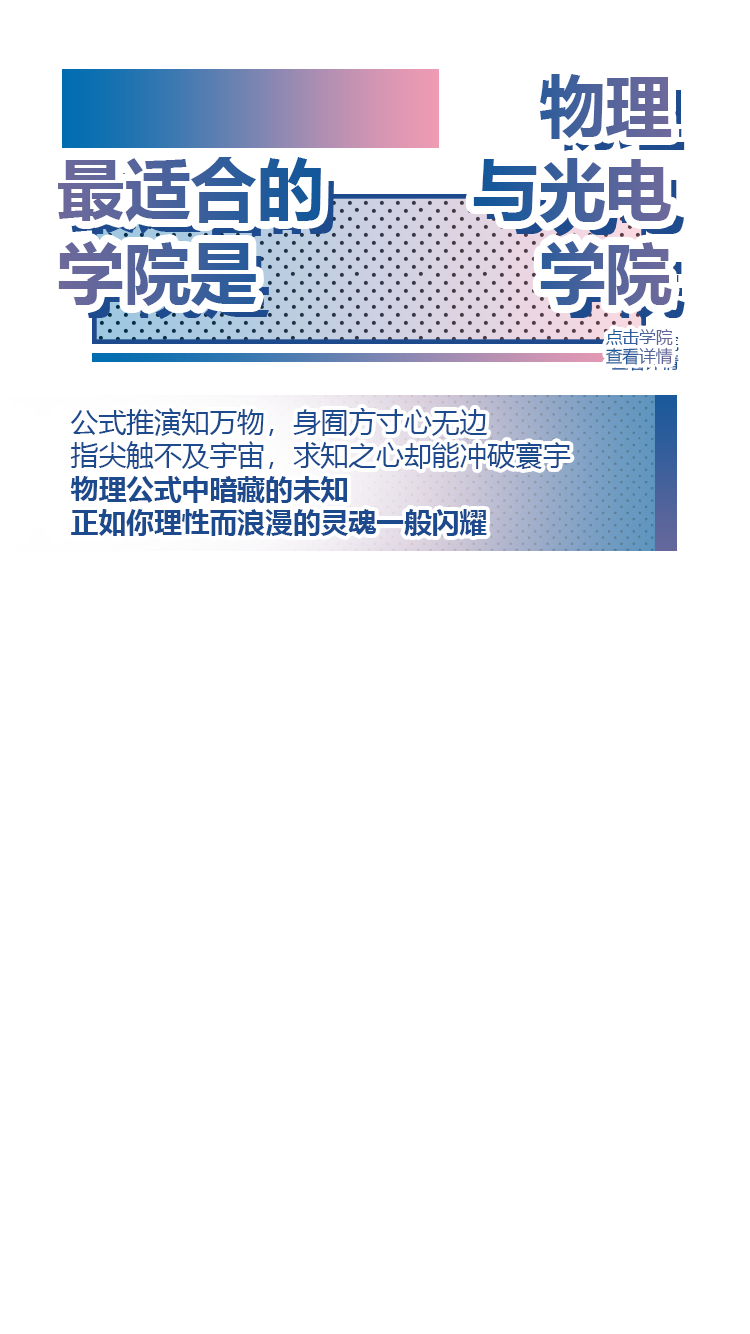 最适合的
学院是
物理
与光电
学院
点击学院
查看详情
公式推演知万物，身囿方寸心无边
指尖触不及宇宙，求知之心却能冲破寰宇
物理公式中暗藏的未知
正如你理性而浪漫的灵魂一般闪耀